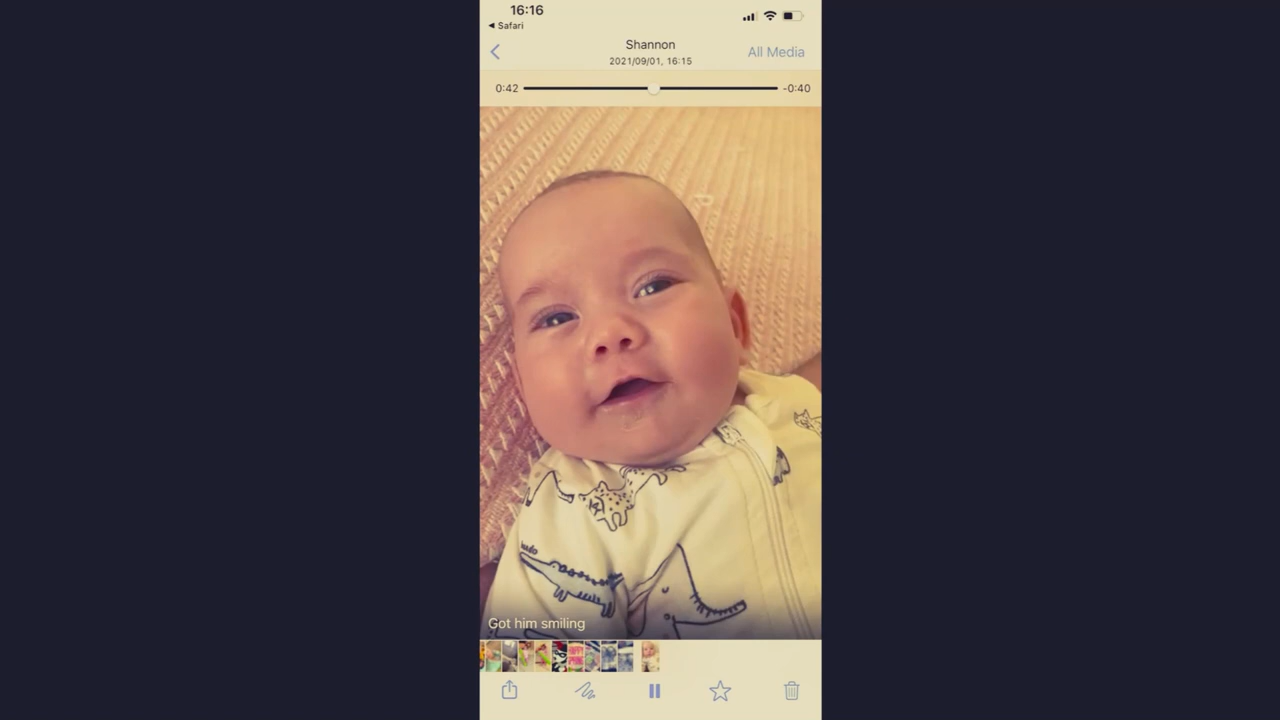 16:16
◄ Safari
Shannon
All Media
2021/09/01, 16:15
0:42
-0:40
Got him smiling